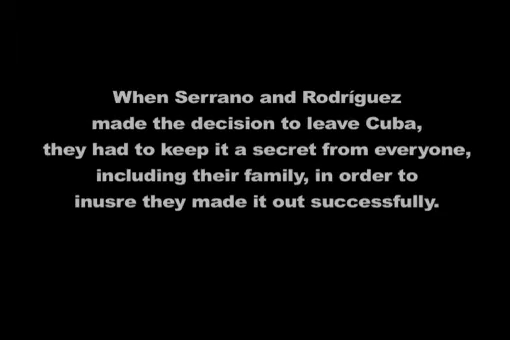 When Serrano and Rodríguez
made the decision to leave Cuba,
they had to keep it a secret from everyone,
including their family, in order to
inusre they made it out successfully.